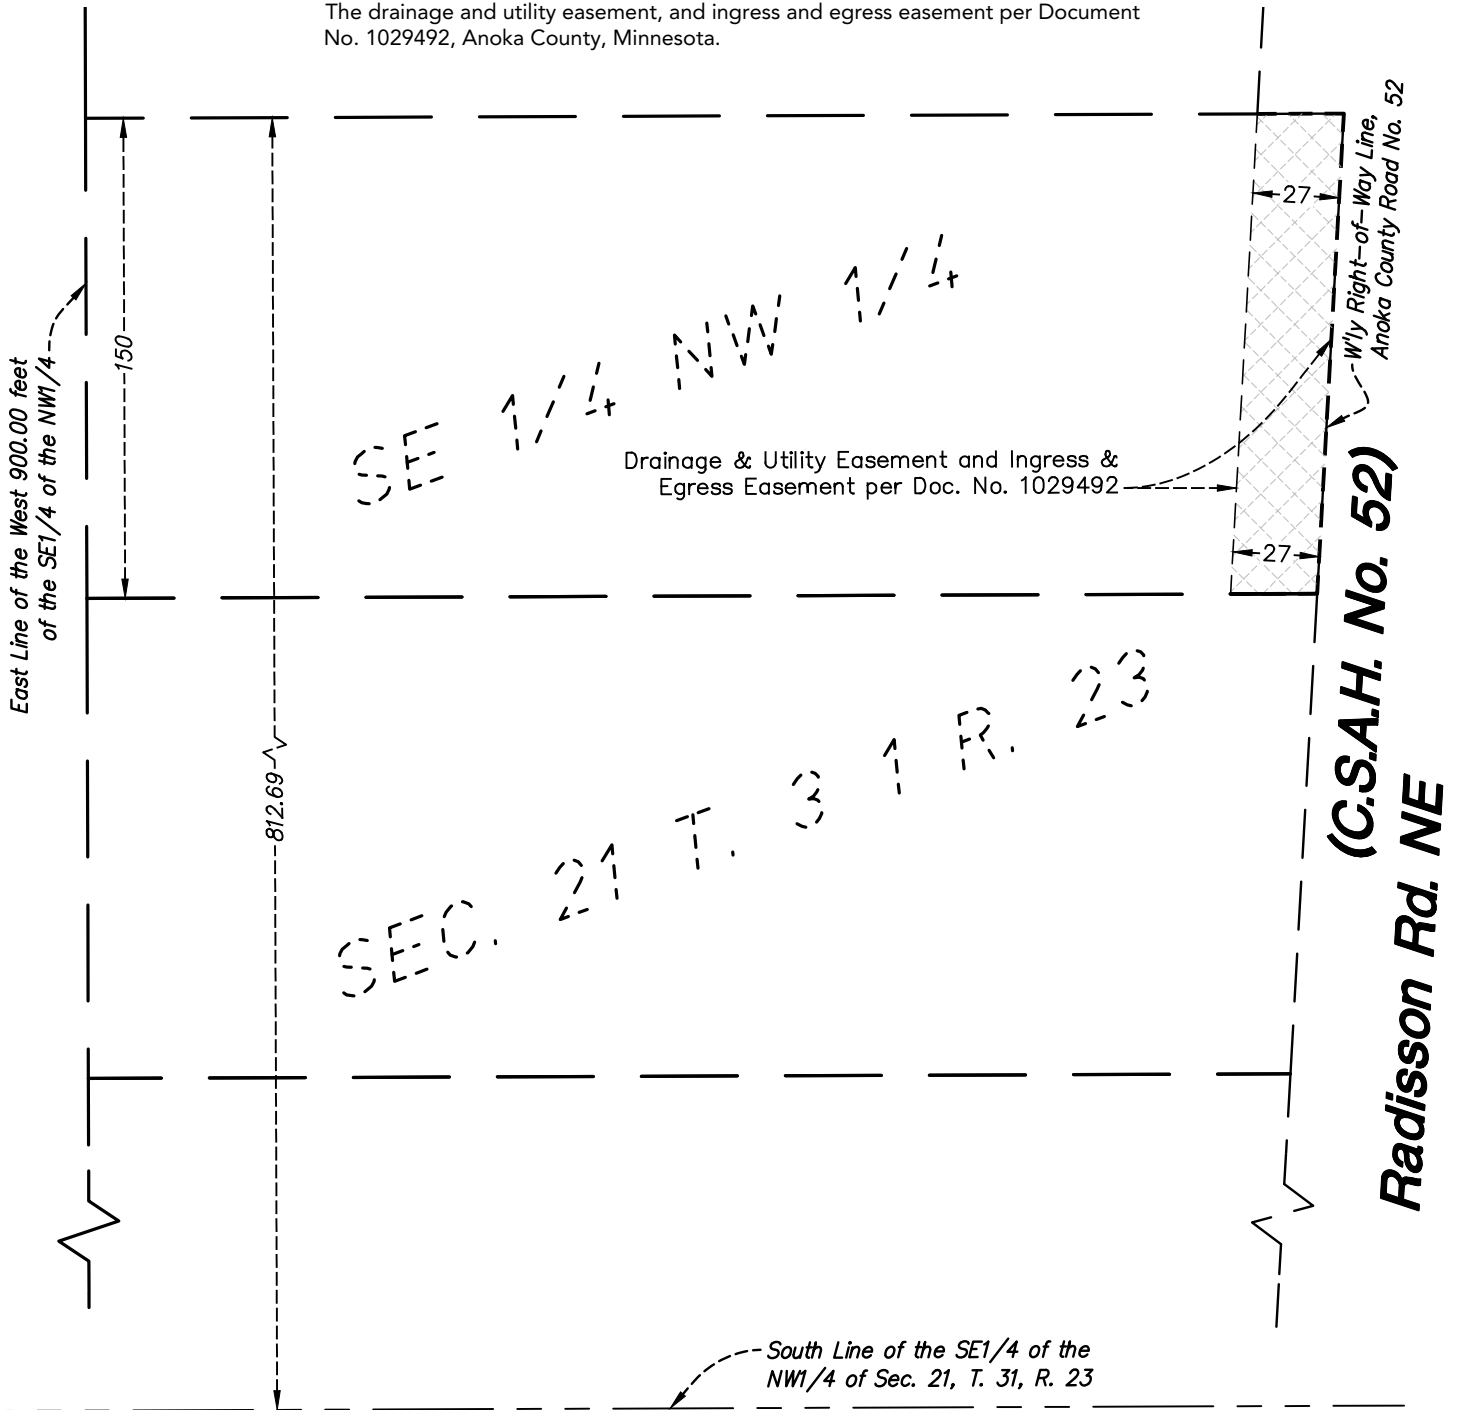 The drainage and utility easement, and ingress and egress easement per Document
No. 1029492, Anoka County, Minnesota.
W'ly Right-of-Way Line,
Anoka County Road No. 52
27
150
East Line of the West 900.00 feet
of the SE1/4 of the NW1/4
SE 1/4 NW 1/4
Drainage & Utility Easement and Ingress &
Egress Easement per Doc. No. 1029492
27
(C.S.A.H. No. 52)
Radisson Rd. NE
812.69
SEC. 21 T. 31 R. 23
South Line of the SE1/4 of the
NW1/4 of Sec. 21, T. 31, R. 23